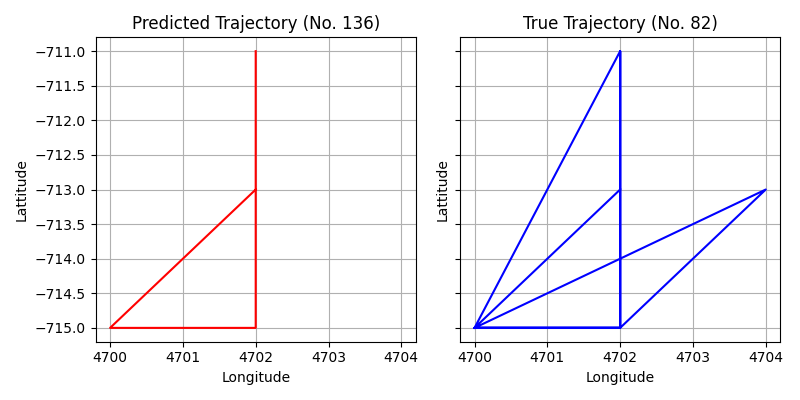 Predicted Trajectory (No. 136)
True Trajectory (No. 82)
−711.0
−711.5
−712.0
−712.5
−713.0
−713.5
−714.0
−714.5
−715.0
Lattitude
Lattitude
4700 4701 4702 4703 4704
4700 4701 4702 4703 4704
Longitude
Longitude